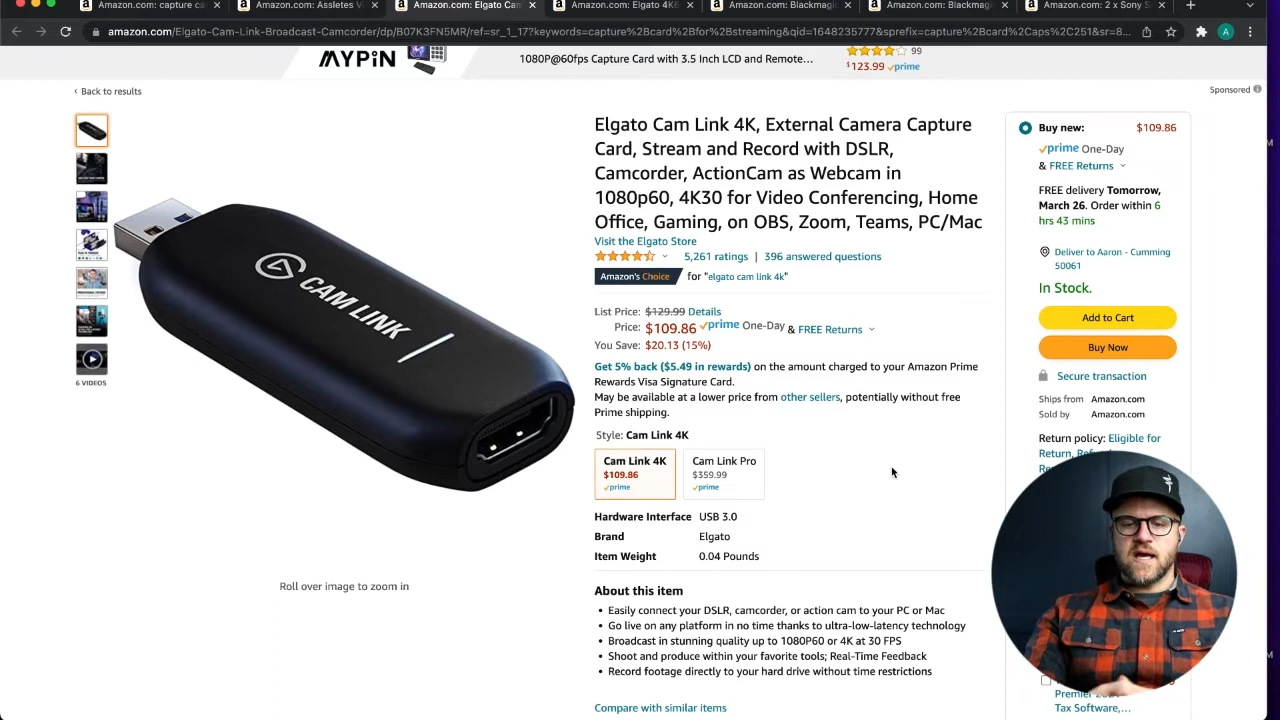 Amazon.com: capture ca
Amazon.com: Assletes V
Amazon.com: Elgato Cam
Amazon.com: Elgato 4K6
Amazon.com: Blackmagic
Amazon.com: Blackmag
Amazon.com: 2 x Sony S
amazon.com/Elgato-Cam-Link-Broadcast-Camcorder/dp/B07K3FN5MR/ref=sr_1_17?keywords=capture%2Bcard%2Bfor%2Bstreaming&qid=1648235777&sprefix=capture%2Bcard%2Caps%2C251&sr=8...
A
MYPIN
1080P@60fps Capture Card with 3.5 Inch LCD and Remote...
99
$123.99 prime
‹ Back to results
Sponsored
Elgato Cam Link 4K, External Camera Capture
Card, Stream and Record with DSLR,
Camcorder, ActionCam as Webcam in
1080p60, 4K30 for Video Conferencing, Home
Office, Gaming, on OBS, Zoom, Teams, PC/Mac
Visit the Elgato Store
5,261 ratings | 396 answered questions
Amazon's Choice for "elgato cam link 4k"
List Price: $129.99 Details
Price: $109.86 prime One-Day & FREE Returns
You Save: $20.13 (15%)
Get 5% back ($5.49 in rewards) on the amount charged to your Amazon Prime
Rewards Visa Signature Card.
May be available at a lower price from other sellers, potentially without free
Prime shipping.
Style: Cam Link 4K
Cam Link 4K
$109.86
prime
Cam Link Pro
$359.99
prime
Hardware Interface USB 3.0
Brand Elgato
Item Weight 0.04 Pounds
About this item
• Easily connect your DSLR, camcorder, or action cam to your PC or Mac
• Go live on any platform in no time thanks to ultra-low-latency technology
• Broadcast in stunning quality up to 1080P60 or 4K at 30 FPS
• Shoot and produce within your favorite tools; Real-Time Feedback
• Record footage directly to your hard drive without time restrictions
Compare with similar items
CAM LINK
6 VIDEOS
Roll over image to zoom in
Buy new: $109.86
prime One-Day
& FREE Returns
FREE delivery Tomorrow,
March 26. Order within 6
hrs 43 mins
Deliver to Aaron - Cumming
50061
In Stock.
Add to Cart
Buy Now
Secure transaction
Ships from Amazon.com
Sold by Amazon.com
Return policy: Eligible for
Return,
Tax Software,...